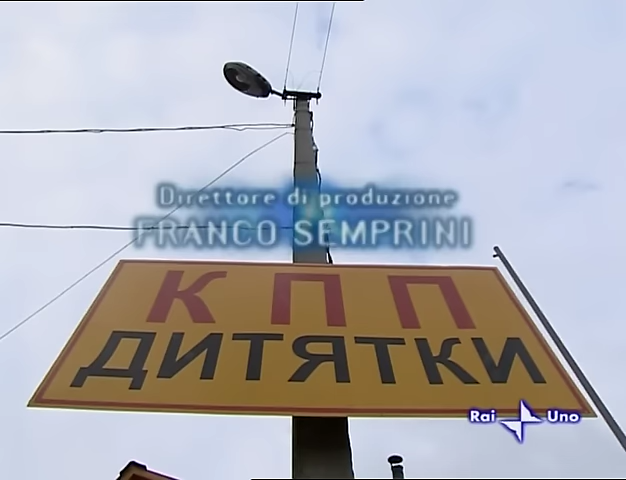 Direttore di produzione
FRANCO SEMPRINI
КПП
ДИТЯТКИ
Rai Uno